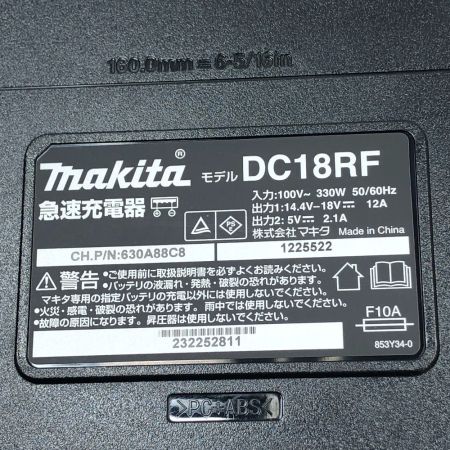 160.0mm = 6-5/16in
makita® モデル DC18RF
急速充電器
入力:100V~ 330W 50/60Hz
出力1:14.4V-18V⎓ 12A
出力2: 5V⎓ 2.1A
株式会社マキタ Made in China
PS E
CH.P/N:630A88C8
1225522
警告
●ご使用前に取扱説明書を必ずよくお読みください。
●バッテリの液漏れ・発熱・破裂の恐れがあります。
マキタ専用の指定バッテリの充電以外には使用しないでください。
●火災・感電・破裂の恐れがあります。雨中では使用しないでください。
●故障の原因になります。昇圧器は使用しないでください。
F10A
853Y34-0
232252811
>PC+ABS<